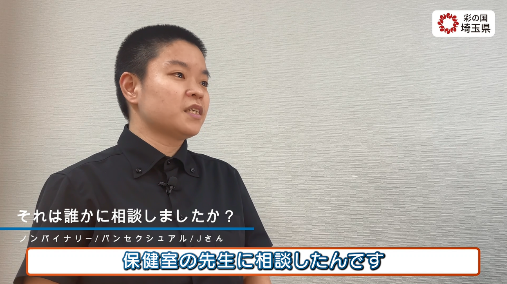 彩の国
埼玉県
それは誰かに相談しましたか？
ノンバイナリー/パンセクシュアル/Jさん
保健室の先生に相談したんです